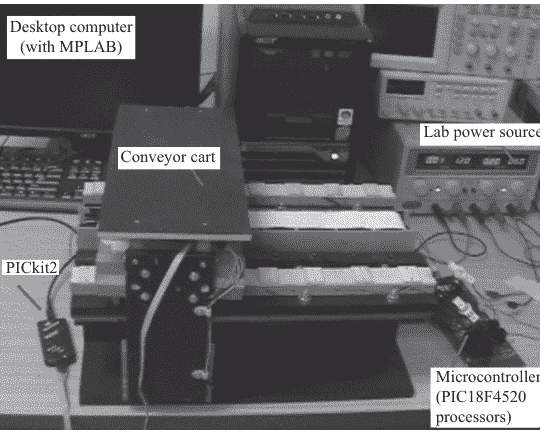 Desktop computer
(with MPLAB)
Lab power source
Conveyor cart
PICkit2
Microcontroller
(PIC18F4520
processors)